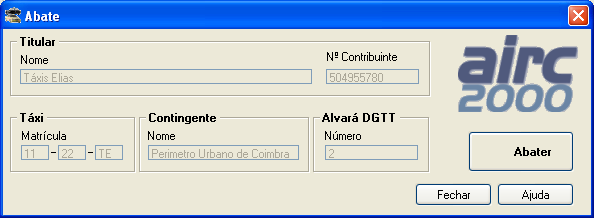 Abate
Titular
Nome
Nº Contribuinte
Táxis Elias
504955780
airc
2000
Táxi
Contingente
Alvará DGTT
Matrícula
Nome
Número
11 - 22 - TE
Perimetro Urbano de Coimbra
2
Abater
Fechar
Ajuda